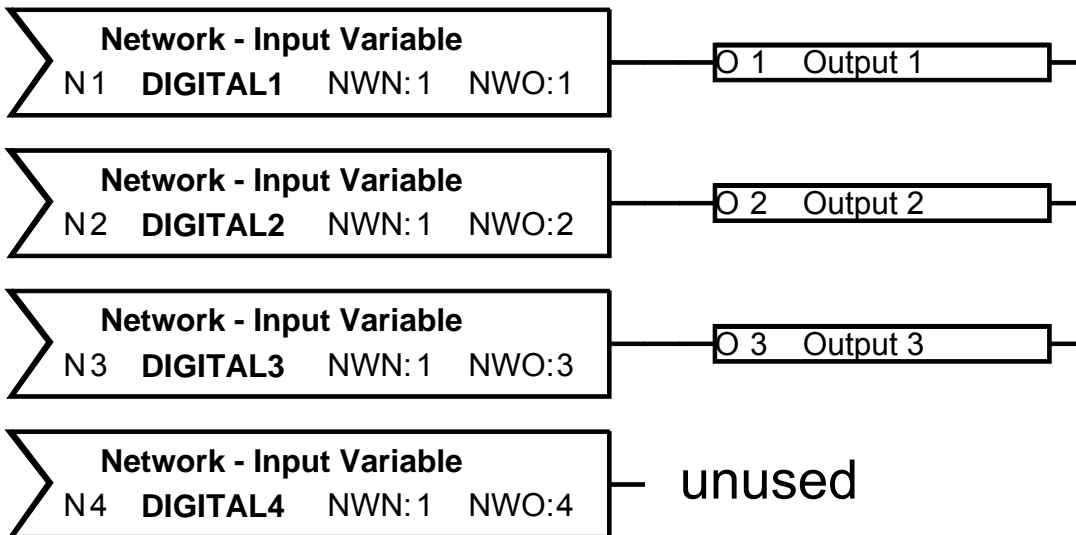 Network - Input Variable
N1 DIGITAL1 NWN:1 NWO:1
O 1 Output 1
Network - Input Variable
N2 DIGITAL2 NWN:1 NWO:2
O 2 Output 2
Network - Input Variable
N3 DIGITAL3 NWN:1 NWO:3
O 3 Output 3
Network - Input Variable
N4 DIGITAL4 NWN:1 NWO:4
unused